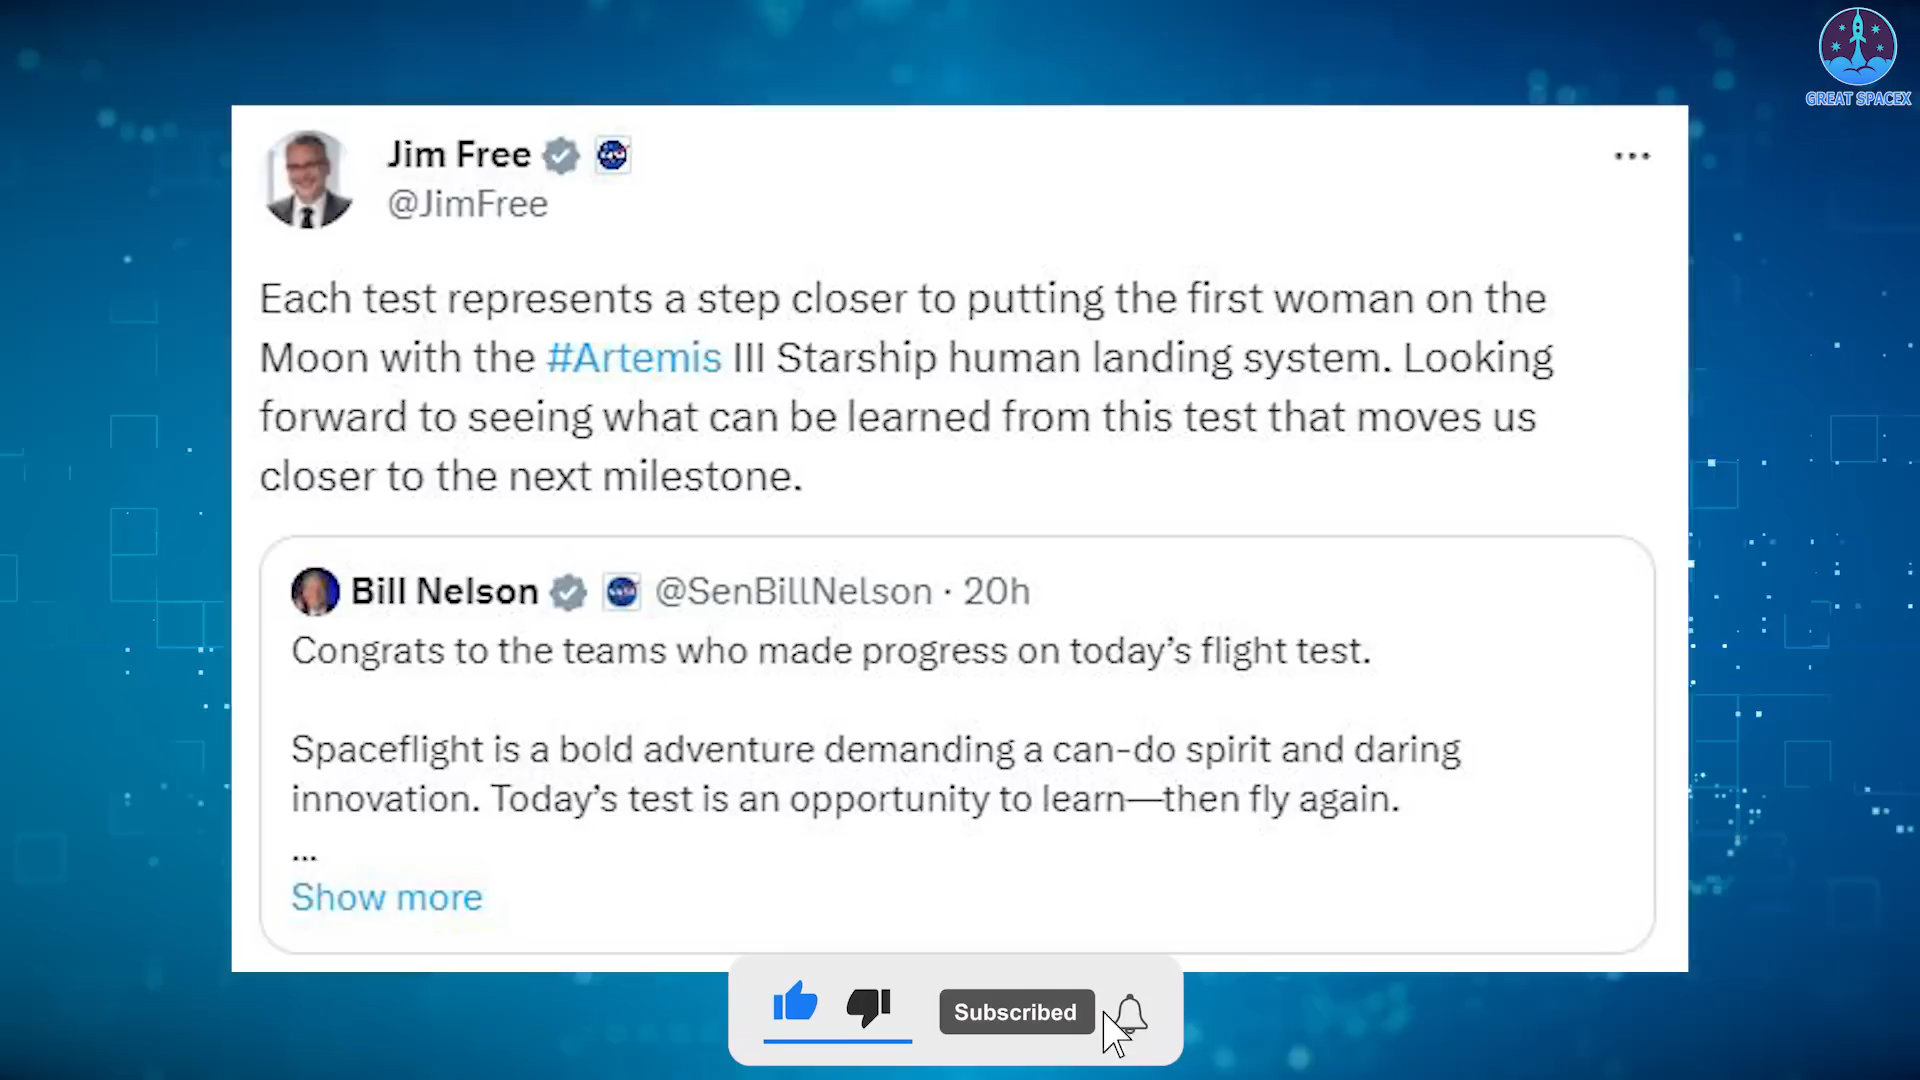 GREAT SPACEX
Jim Free
@JimFree
Each test represents a step closer to putting the first woman on the
Moon with the #Artemis III Starship human landing system. Looking
forward to seeing what can be learned from this test that moves us
closer to the next milestone.
Bill Nelson @SenBillNelson · 20h
Congrats to the teams who made progress on today’s flight test.
Spaceflight is a bold adventure demanding a can-do spirit and daring
innovation. Today’s test is an opportunity to learn—then fly again.
...
Show more
Subscribed